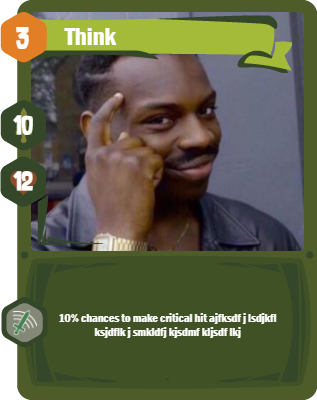 3
Think
10
12
10% chances to make critical hit ajfksdf j lsdjkfl
ksjdflk j smkldfj kjsdmf kljsdf lkj